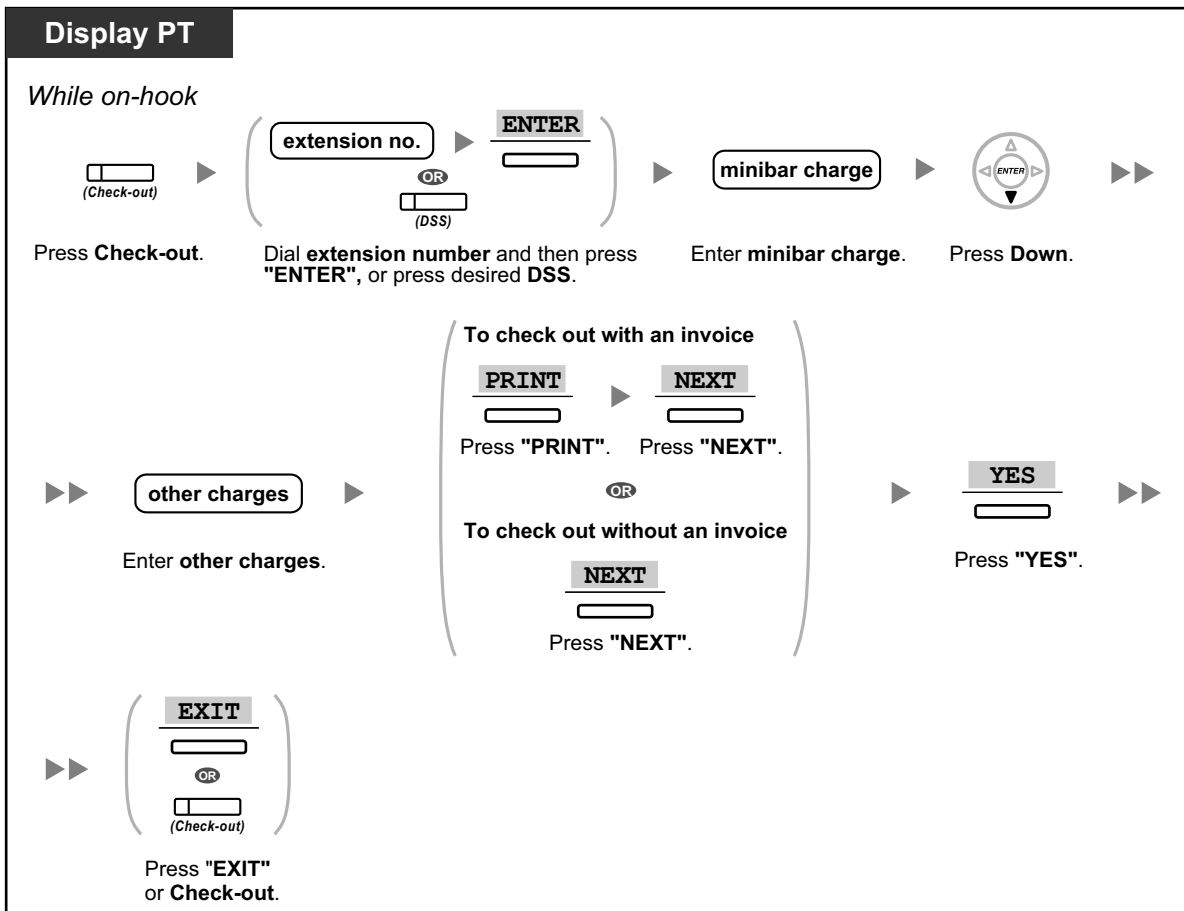 Display PT
While on-hook
(Check-out)
extension no.
ENTER
OR
(DSS)
minibar charge
ENTER
Press Check-out.
Dial extension number and then press
"ENTER", or press desired DSS.
Enter minibar charge.
Press Down.
other charges
Enter other charges.
To check out with an invoice
PRINT
NEXT
Press "PRINT".
Press "NEXT".
OR
To check out without an invoice
NEXT
Press "NEXT".
YES
Press "YES".
EXIT
OR
(Check-out)
Press "EXIT"
or Check-out.